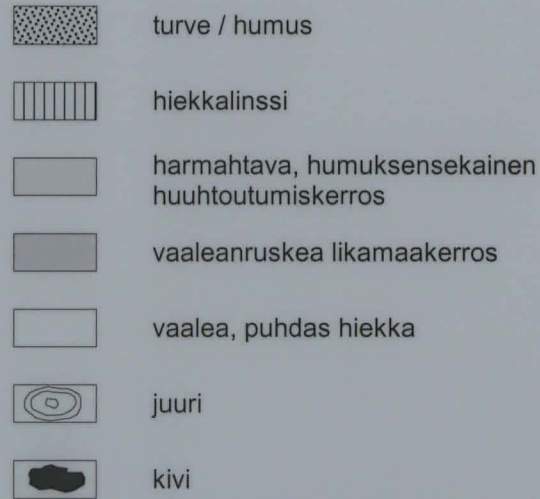 turve / humus
hiekkalinssi
harmahtava, humuksensekainen
huuhtoutumiskerros
vaaleanruskea likamaakerros
vaalea, puhdas hiekka
juuri
kivi